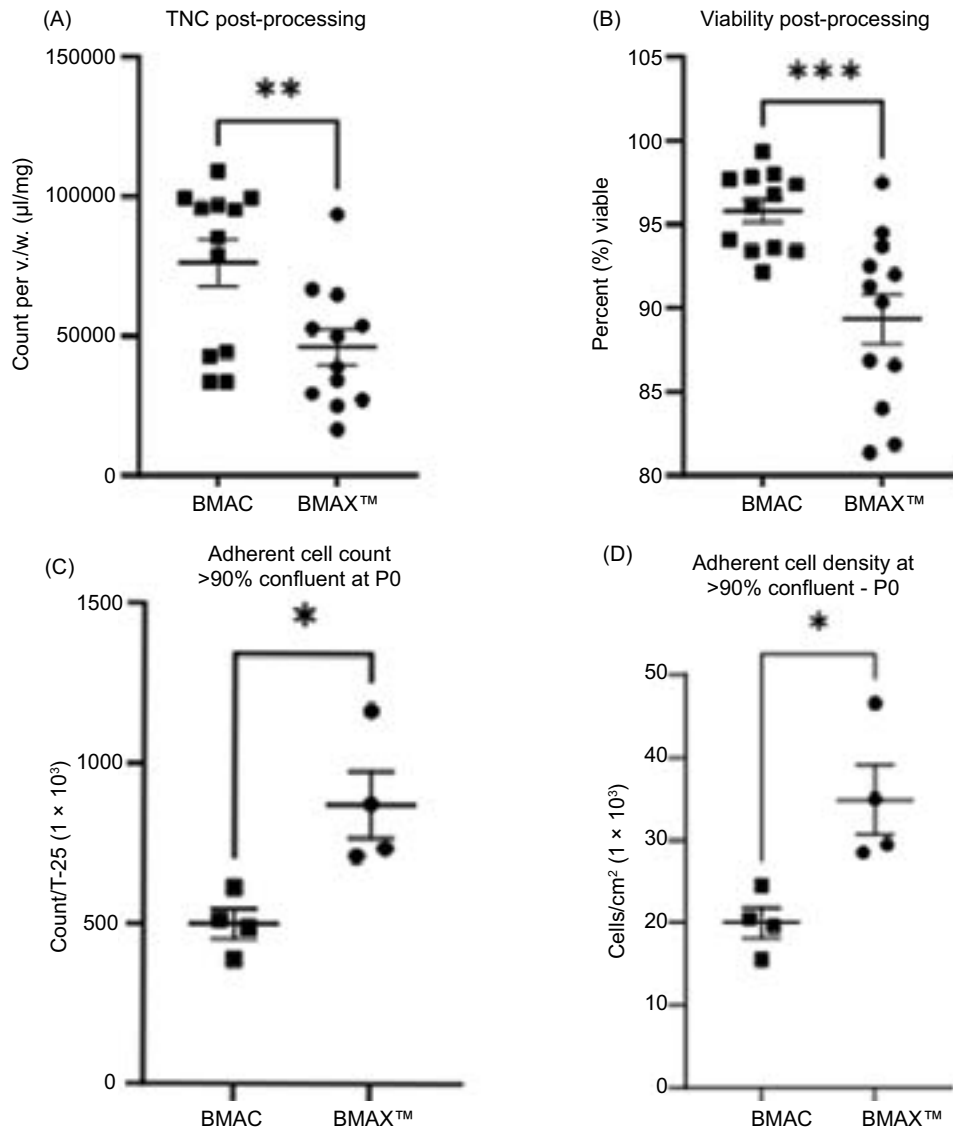 (A)
TNC post-processing
150000
100000
50000
0
Count per v./w. (µl/mg)
**
BMAC
BMAX™
(B)
Viability post-processing
105
100
95
90
85
80
Percent (%) viable
***
BMAC
BMAX™
(C)
Adherent cell count
>90% confluent at P0
1500
1000
500
0
Count/T-25 (1 × 10³)
*
BMAC
BMAX™
(D)
Adherent cell density at
>90% confluent - P0
50
40
30
20
10
0
Cells/cm² (1 × 10³)
*
BMAC
BMAX™